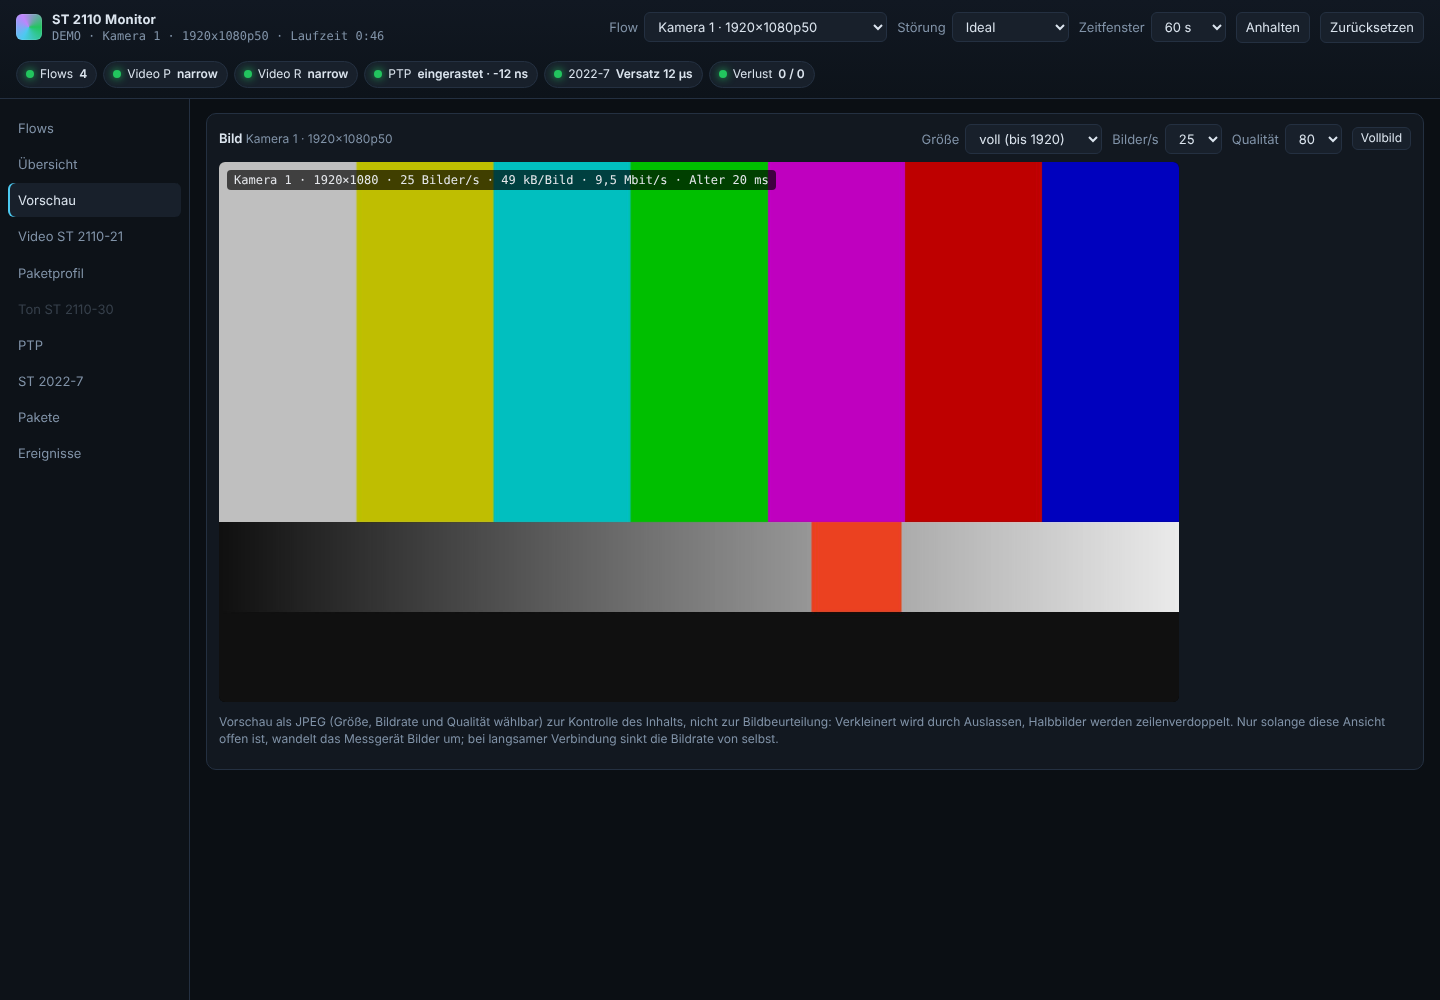 ST 2110 Monitor
DEMO · Kamera 1 · 1920x1080p50 · Laufzeit 0:46
Flow Kamera 1 · 1920×1080p50 Störung Ideal Zeitfenster 60 s Anhalten Zurücksetzen
Flows 4 Video P narrow Video R narrow PTP eingerastet · -12 ns 2022-7 Versatz 12 µs Verlust 0 / 0
Flows
Übersicht
Vorschau
Video ST 2110-21
Paketprofil
Ton ST 2110-30
PTP
ST 2022-7
Pakete
Ereignisse
Bild Kamera 1 · 1920×1080p50
Größe voll (bis 1920) Bilder/s 25 Qualität 80 Vollbild
Kamera 1 · 1920×1080 · 25 Bilder/s · 49 kB/Bild · 9,5 Mbit/s · Alter 20 ms
Vorschau als JPEG (Größe, Bildrate und Qualität wählbar) zur Kontrolle des Inhalts, nicht zur Bildbeurteilung: Verkleinert wird durch Auslassen, Halbbilder werden zeilenverdoppelt. Nur solange diese Ansicht
offen ist, wandelt das Messgerät Bilder um; bei langsamer Verbindung sinkt die Bildrate von selbst.